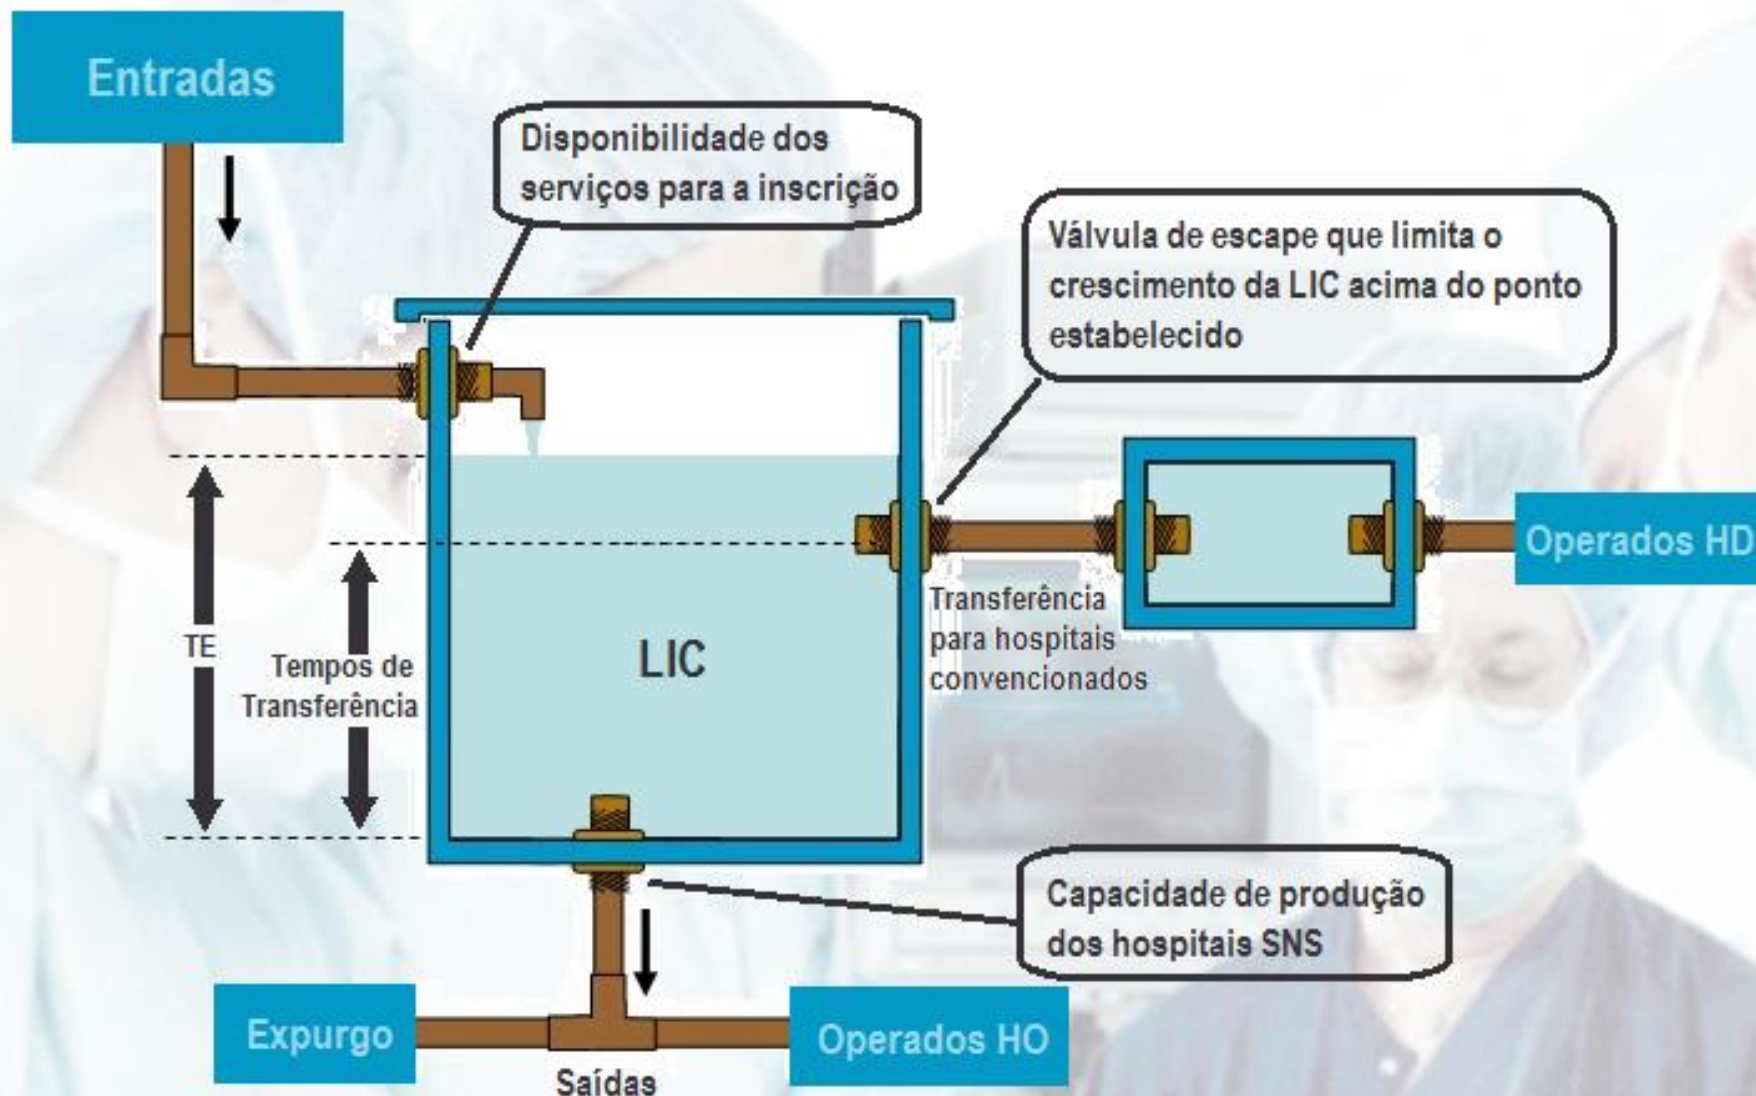 Entradas
Disponibilidade dos
serviços para a inscrição
Válvula de escape que limita o
crescimento da LIC acima do ponto
estabelecido
Operados HD
Transferência
para hospitais
convencionados
TE
Tempos de
Transferência
LIC
Capacidade de produção
dos hospitais SNS
Expurgo
Operados HO
Saídas